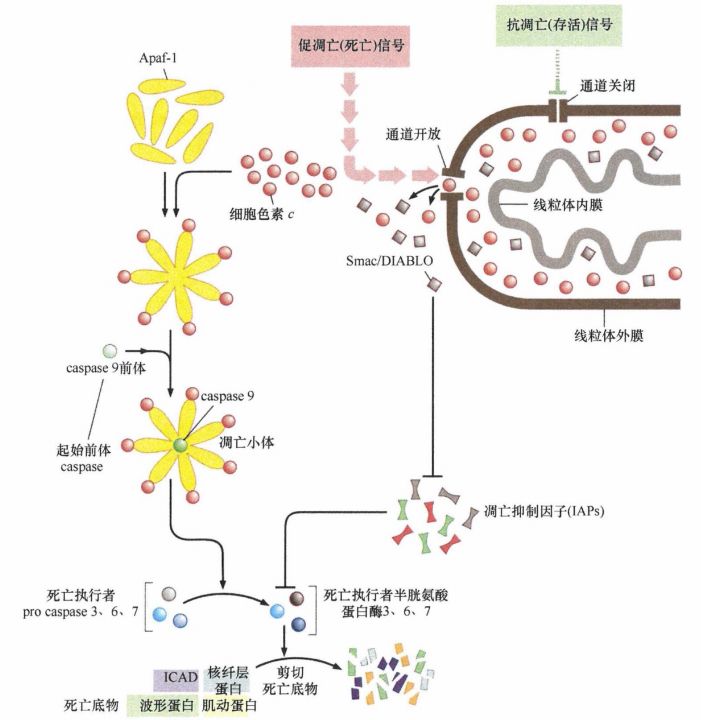 促凋亡(死亡)信号
抗凋亡(存活)信号
Apaf-1
通道关闭
通道开放
细胞色素 c
线粒体内膜
Smac/DIABLO
线粒体外膜
caspase 9前体
caspase 9
起始前体
caspase
凋亡小体
凋亡抑制因子(IAPs)
死亡执行者
pro caspase 3、6、7
死亡执行者半胱氨酸
蛋白酶3、6、7
ICAD
核纤层
蛋白
剪切
死亡底物
死亡底物
波形蛋白
肌动蛋白